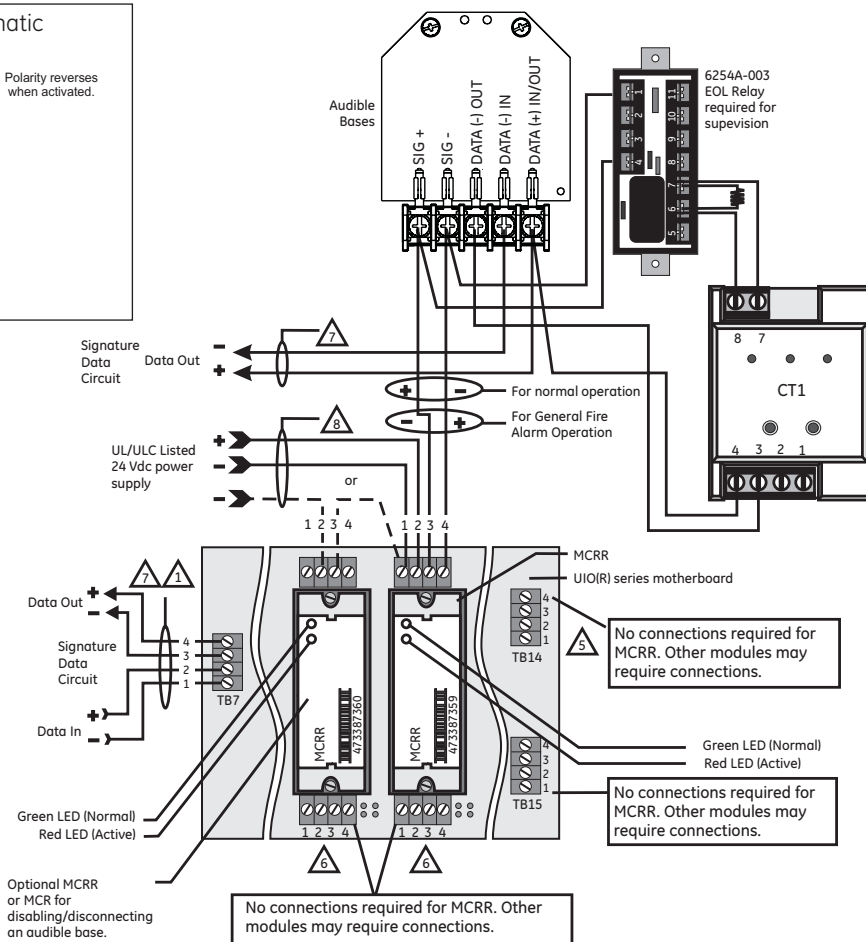 natic
Polarity reverses
when activated.
Audible
Bases
SIG +
SIG -
DATA (-) OUT
DATA (-) IN
DATA (+) IN/OUT
1
2
3
4
11
10
9
8
7
6
5
6254A-003
EOL Relay
required for
supevision
8 7
CT1
4 3 2 1
Signature
Data
Circuit
Data Out
-
+
7
+ -
For normal operation
- +
For General Fire
Alarm Operation
8
UL/ULC Listed
24 Vdc power
supply
+
-
-
or
1 2 3 4
1 2 3 4
MCRR
UIO(R) series motherboard
7 1
Data Out
+
-
Signature
Data
Circuit
Data In
+
-
4
3
2
1
TB7
MCRR
473387360
MCRR
473387359
4
3
2
1
TB14
5
No connections required for
MCRR. Other modules may
require connections.
Green LED (Normal)
Red LED (Active)
4
3
2
1
TB15
No connections required for
MCRR. Other modules may
require connections.
Green LED (Normal)
Red LED (Active)
1 2 3 4
1 2 3 4
6
6
Optional MCRR
or MCR for
disabling/disconnecting
an audible base.
No connections required for MCRR. Other
modules may require connections.